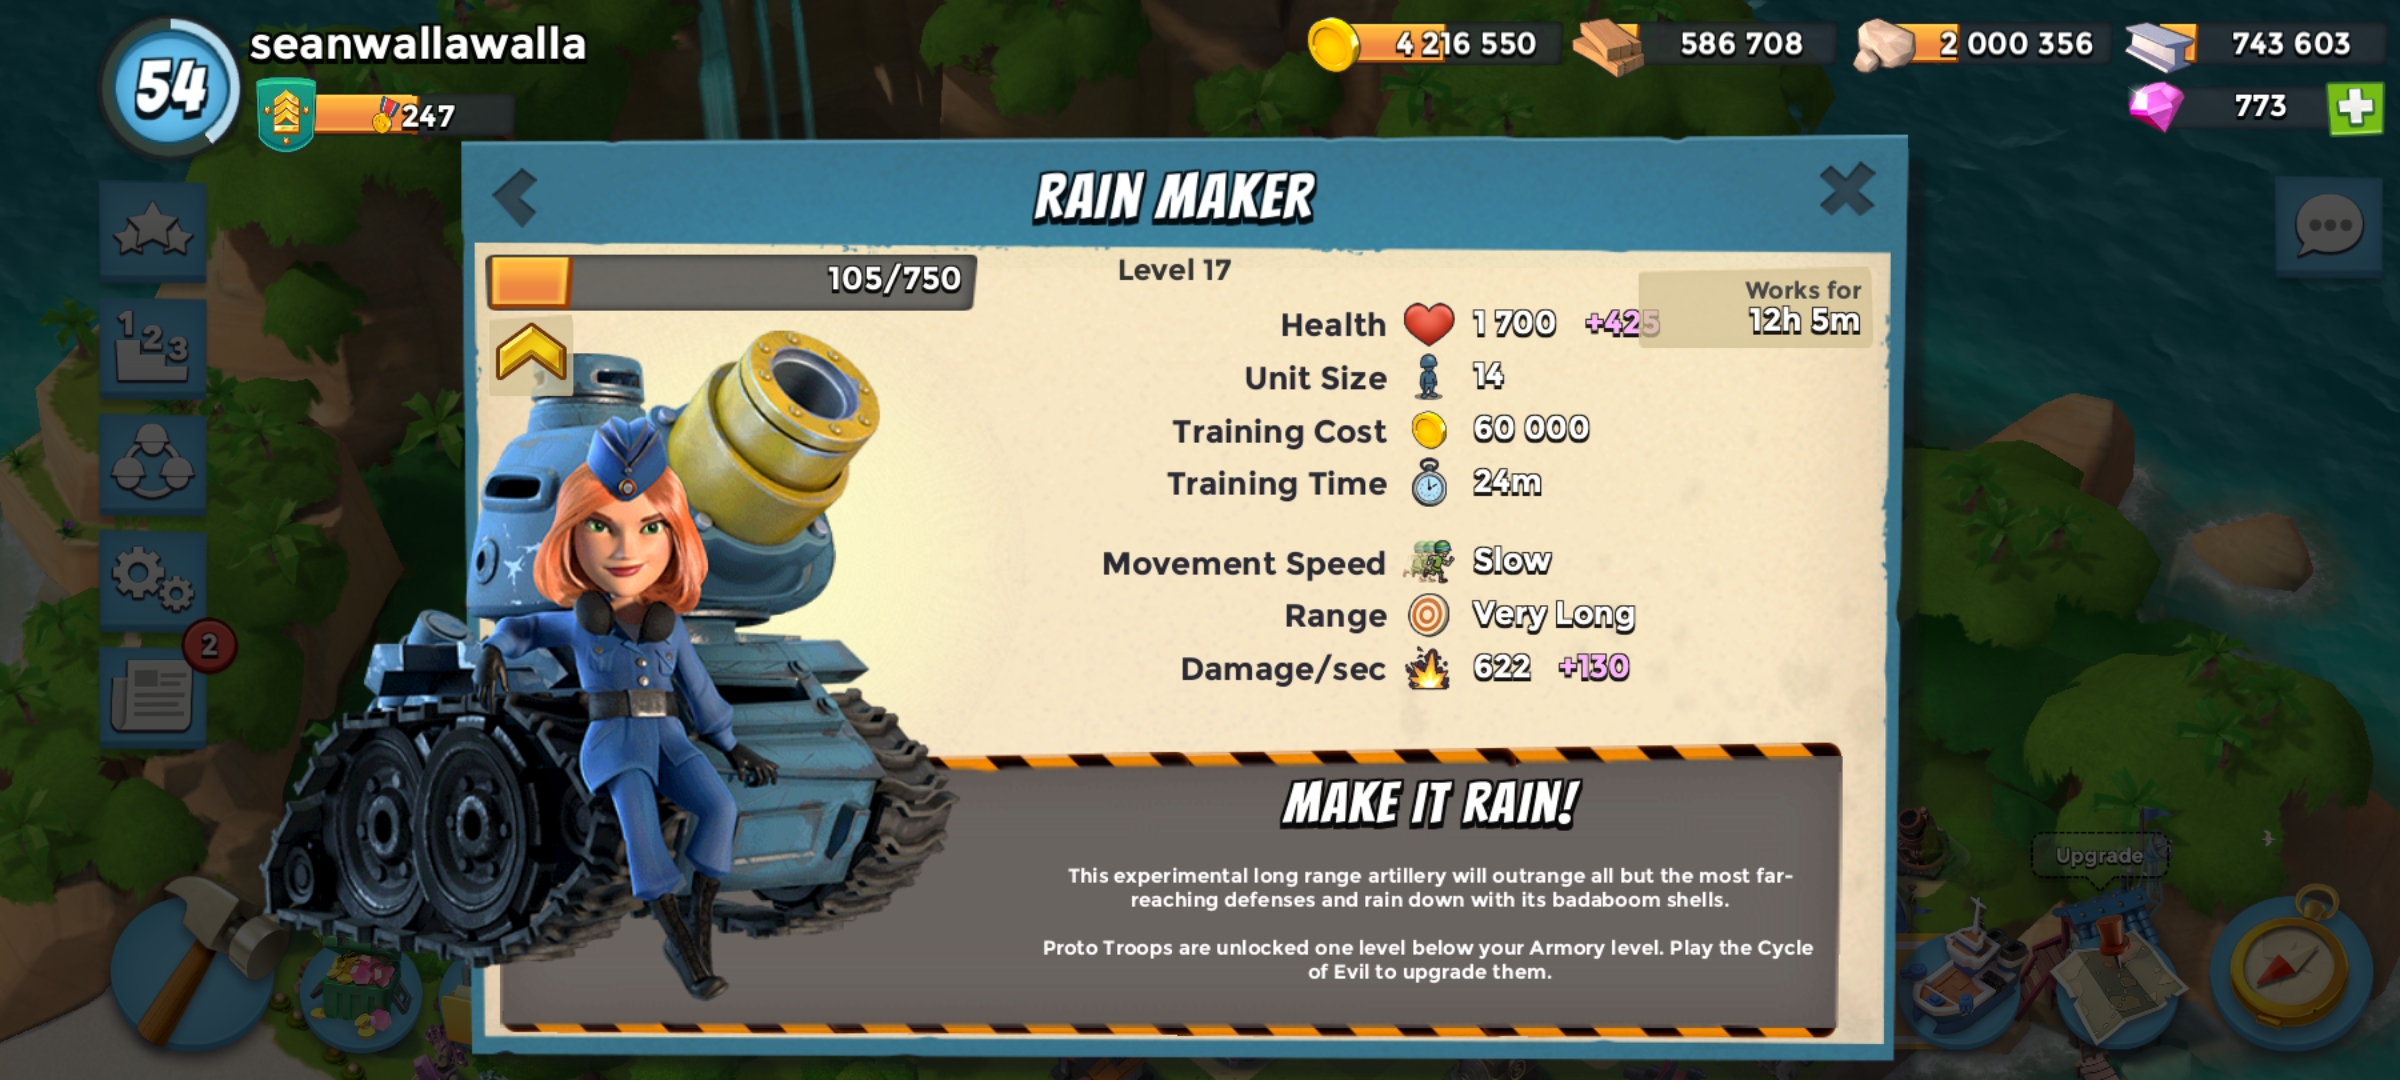 54
seanwallawalla
247
4 216 550
586 708
2 000 356
743 603
773
RAIN MAKER
105/750
Level 17
Works for
12h 5m
Health 1 700 +425
Unit Size 14
Training Cost 60 000
Training Time 24m
Movement Speed Slow
Range Very Long
Damage/sec 622 +130
1 2 3
2
MAKE IT RAIN!
This experimental long range artillery will outrange all but the most far-
reaching defenses and rain down with its badaboom shells.
Proto Troops are unlocked one level below your Armory level. Play the Cycle
of Evil to upgrade them.
Upgrade